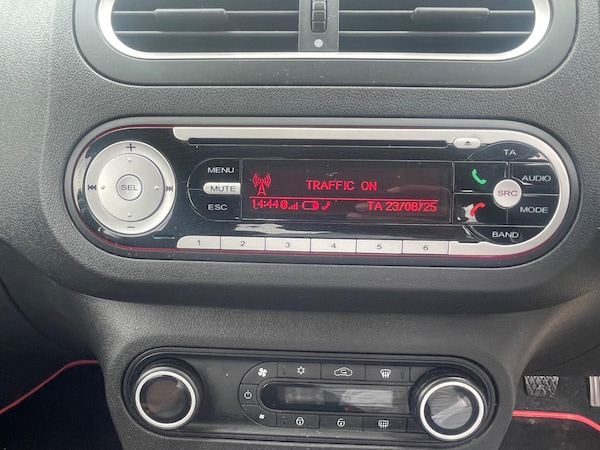 TA
MENU
AUDIO
+
TRAFFIC ON
SEL
MUTE
SRC
14:44 TA 23/08/25
ESC
MODE
-
BAND
1 2 3 4 5 6